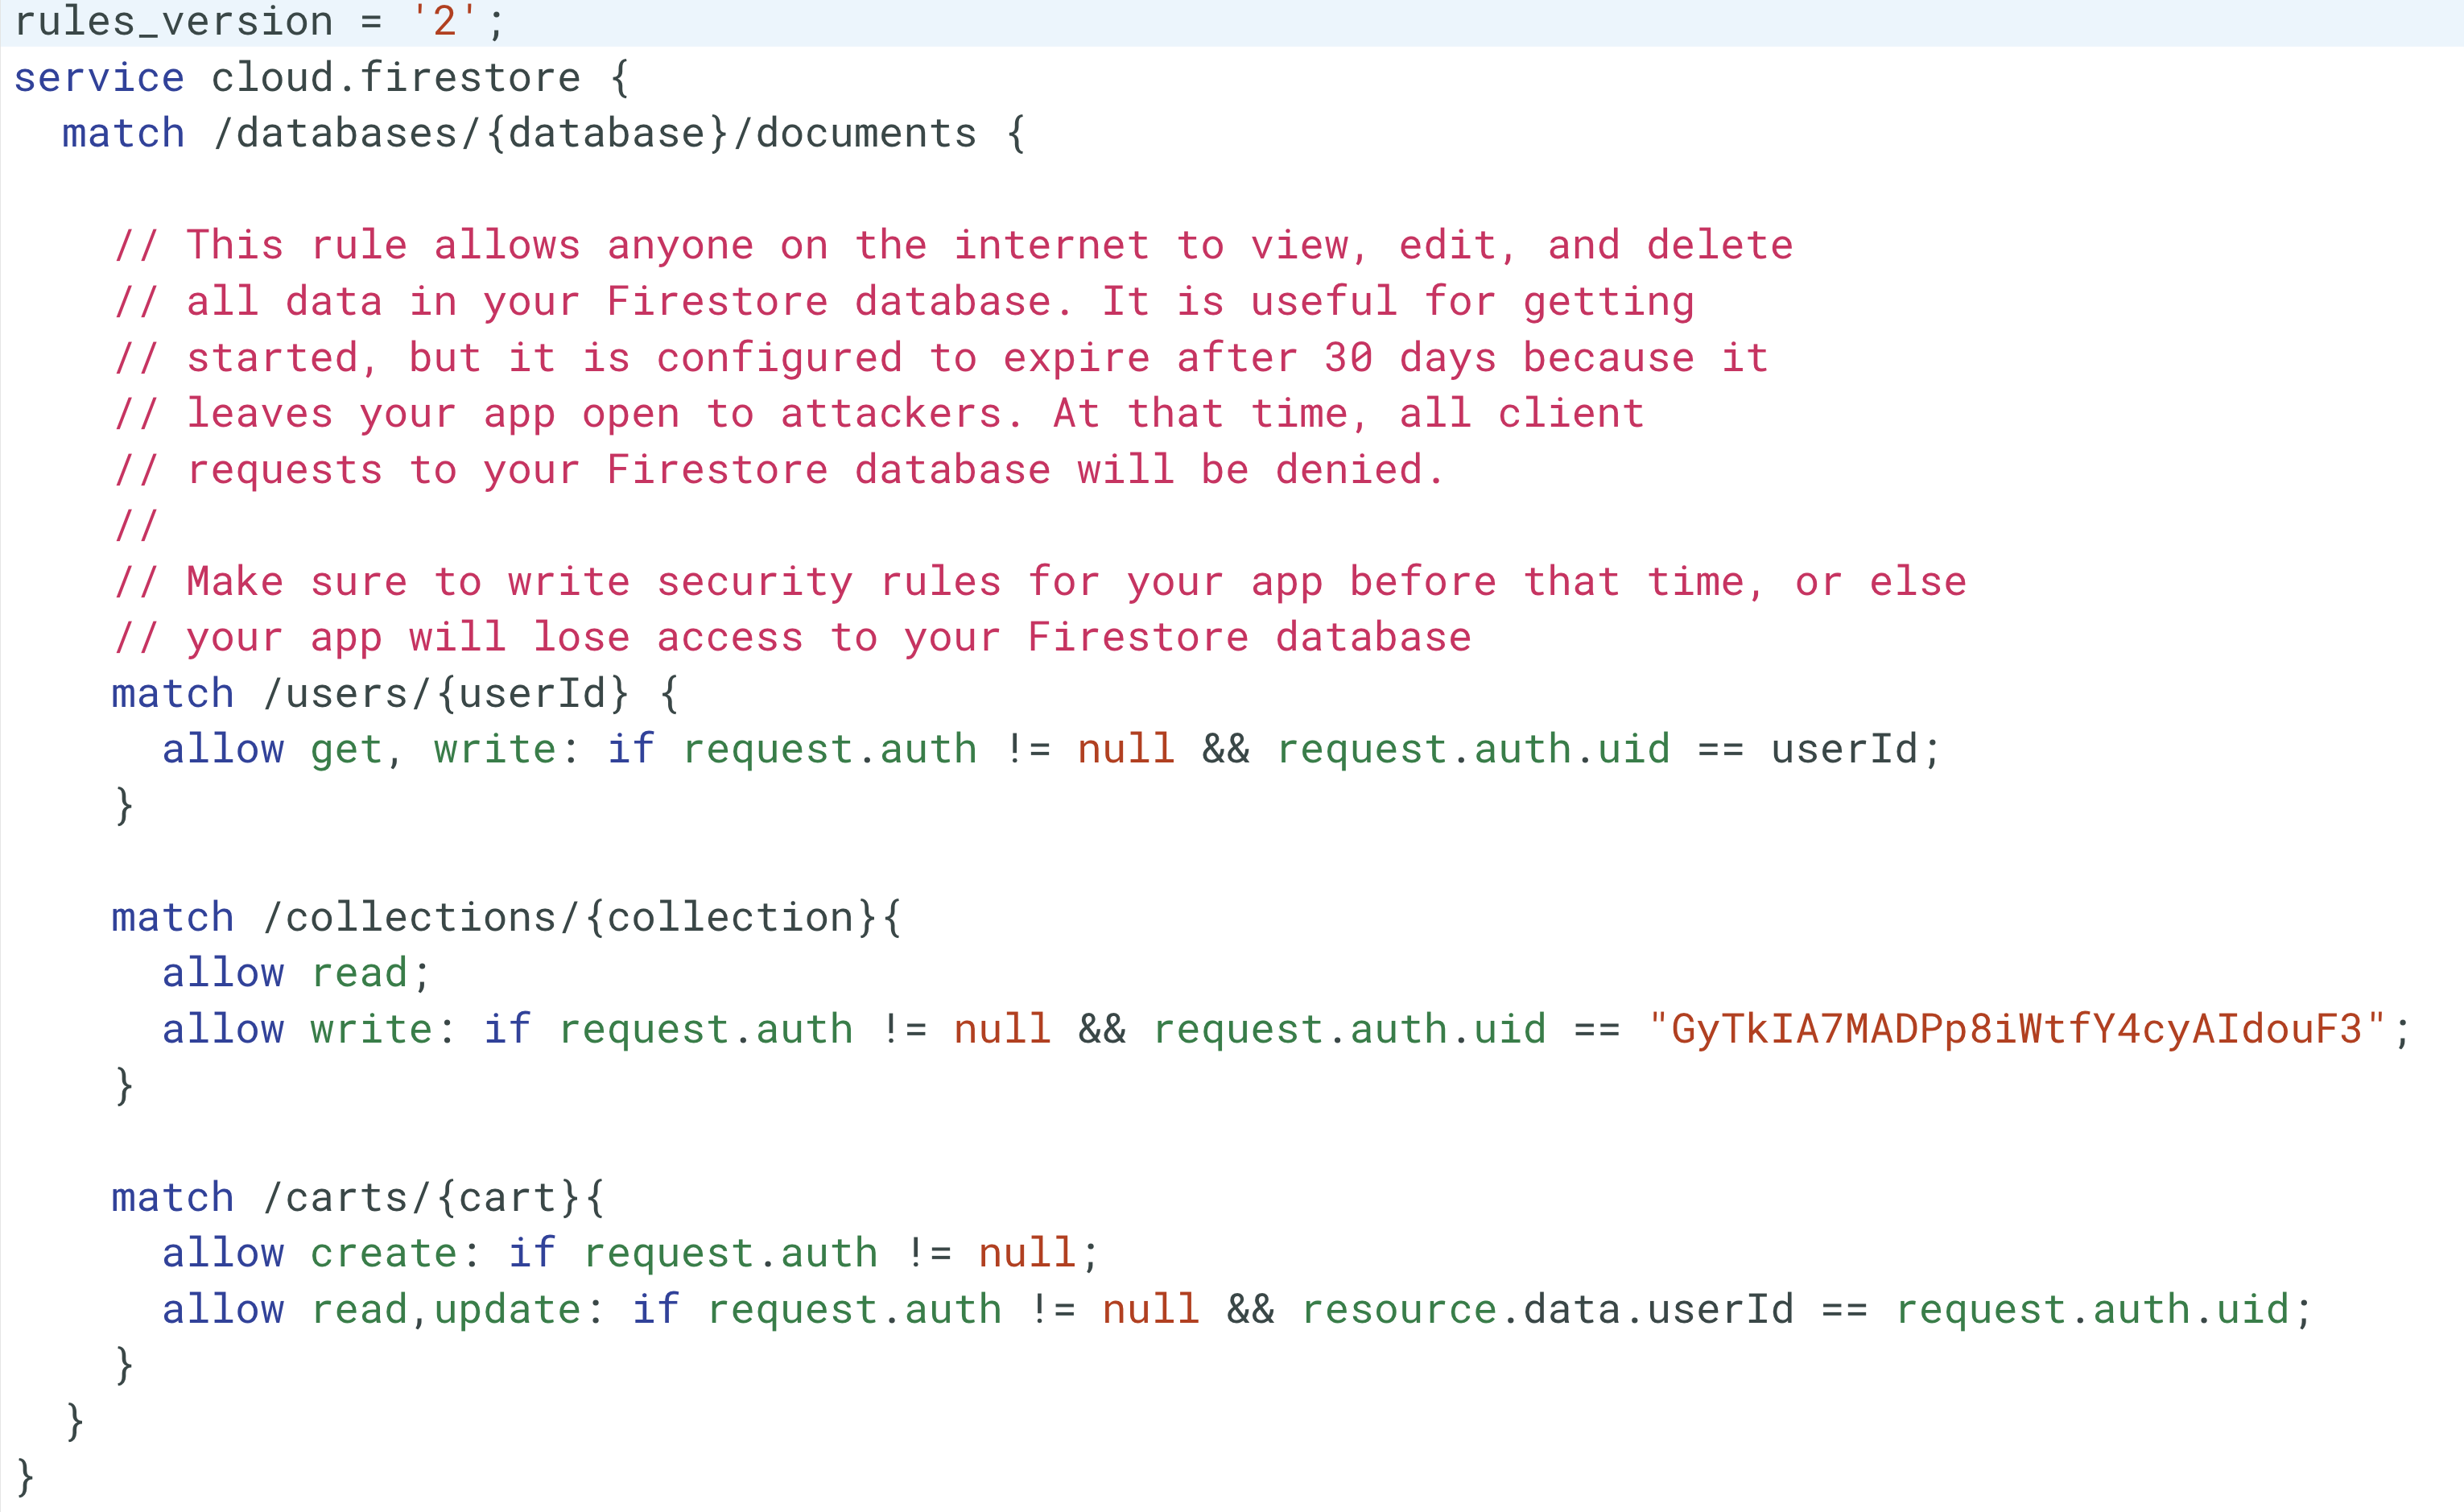 rules_version = '2';
service cloud.firestore {
  match /databases/{database}/documents {

    // This rule allows anyone on the internet to view, edit, and delete
    // all data in your Firestore database. It is useful for getting
    // started, but it is configured to expire after 30 days because it
    // leaves your app open to attackers. At that time, all client
    // requests to your Firestore database will be denied.
    //
    // Make sure to write security rules for your app before that time, or else
    // your app will lose access to your Firestore database
    match /users/{userId} {
      allow get, write: if request.auth != null && request.auth.uid == userId;
    }

    match /collections/{collection}{
      allow read;
      allow write: if request.auth != null && request.auth.uid == "GyTkIA7MADPp8iWtfY4cyAIdouF3";
    }

    match /carts/{cart}{
      allow create: if request.auth != null;
      allow read,update: if request.auth != null && resource.data.userId == request.auth.uid;
    }
  }
}